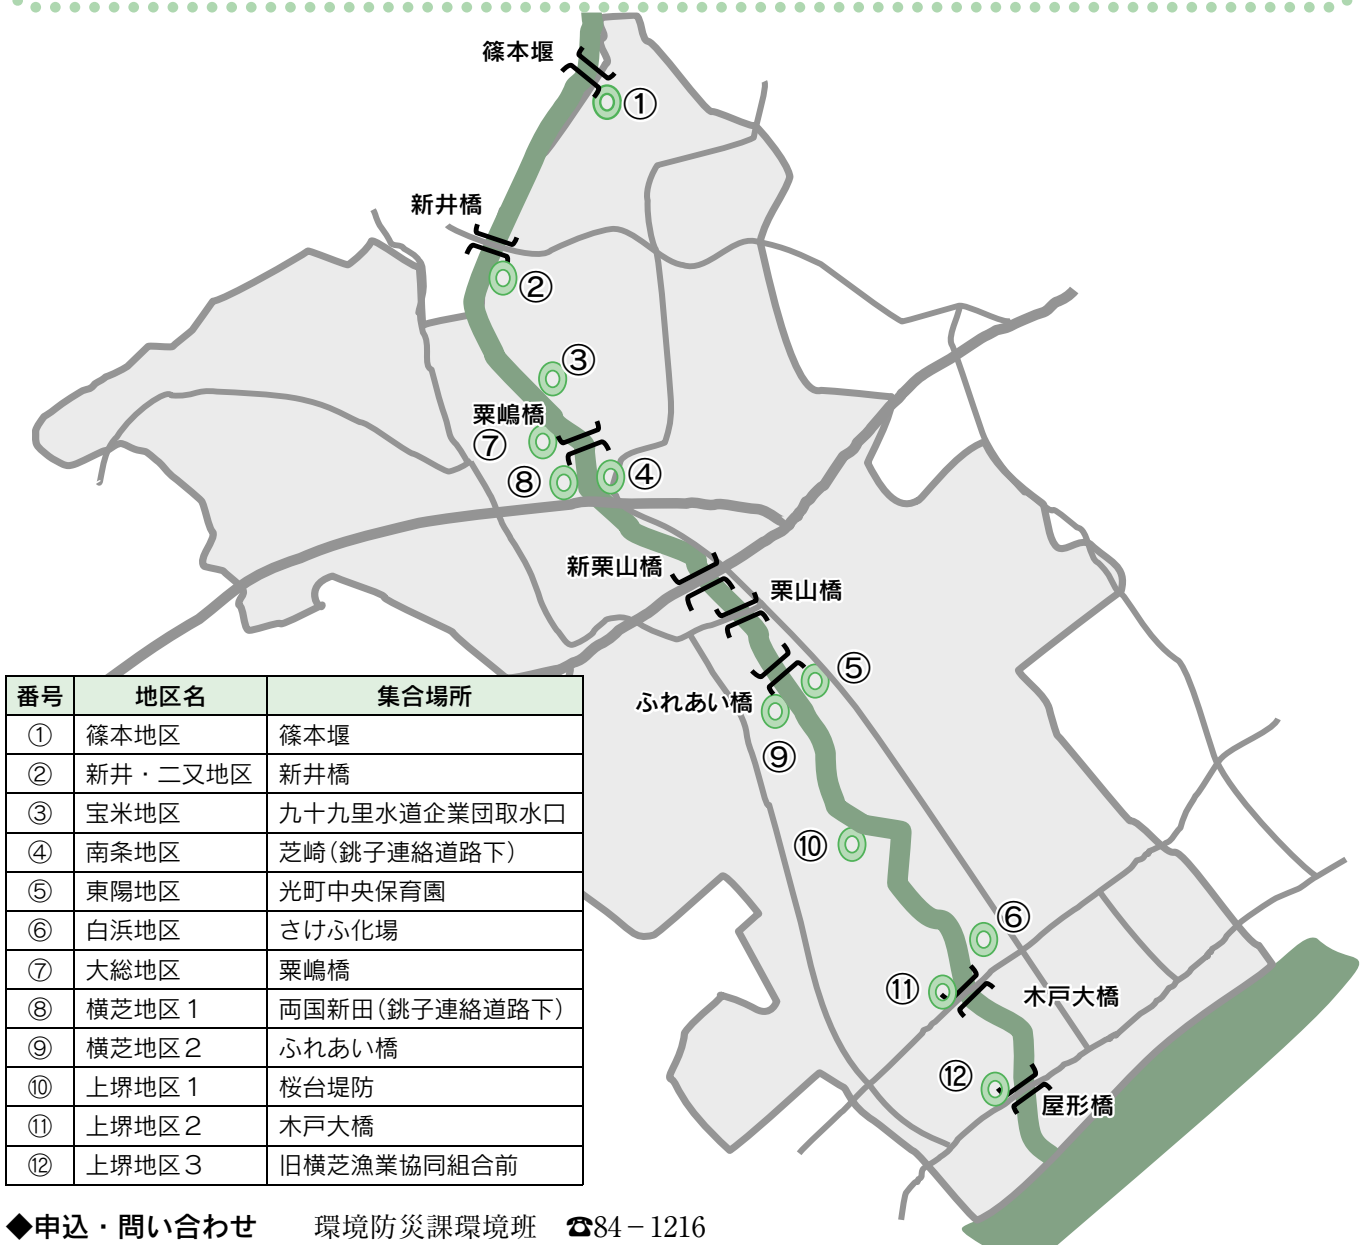 篠本堰
①
新井橋
②
③
粟嶋橋
⑦
⑧
④
新栗山橋
栗山橋
⑤
ふれあい橋
⑨
⑩
⑥
⑪
木戸大橋
⑫
屋形橋
番号 地区名 集合場所
① 篠本地区 篠本堰
② 新井・二又地区 新井橋
③ 宝米地区 九十九里水道企業団取水口
④ 南条地区 芝崎(銚子連絡道路下)
⑤ 東陽地区 光町中央保育園
⑥ 白浜地区 さけふ化場
⑦ 大総地区 粟嶋橋
⑧ 横芝地区1 両国新田(銚子連絡道路下)
⑨ 横芝地区2 ふれあい橋
⑩ 上堺地区1 桜台堤防
⑪ 上堺地区2 木戸大橋
⑫ 上堺地区3 旧横芝漁業協同組合前
◆申込・問い合わせ 環境防災課環境班 ☎84−1216